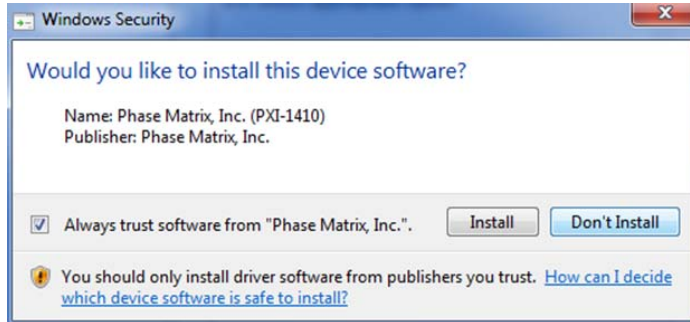 Windows Security
Would you like to install this device software?
Name: Phase Matrix, Inc. (PXI-1410)
Publisher: Phase Matrix, Inc.
Always trust software from "Phase Matrix, Inc.".
Install
Don't Install
You should only install driver software from publishers you trust. How can I decide
which device software is safe to install?